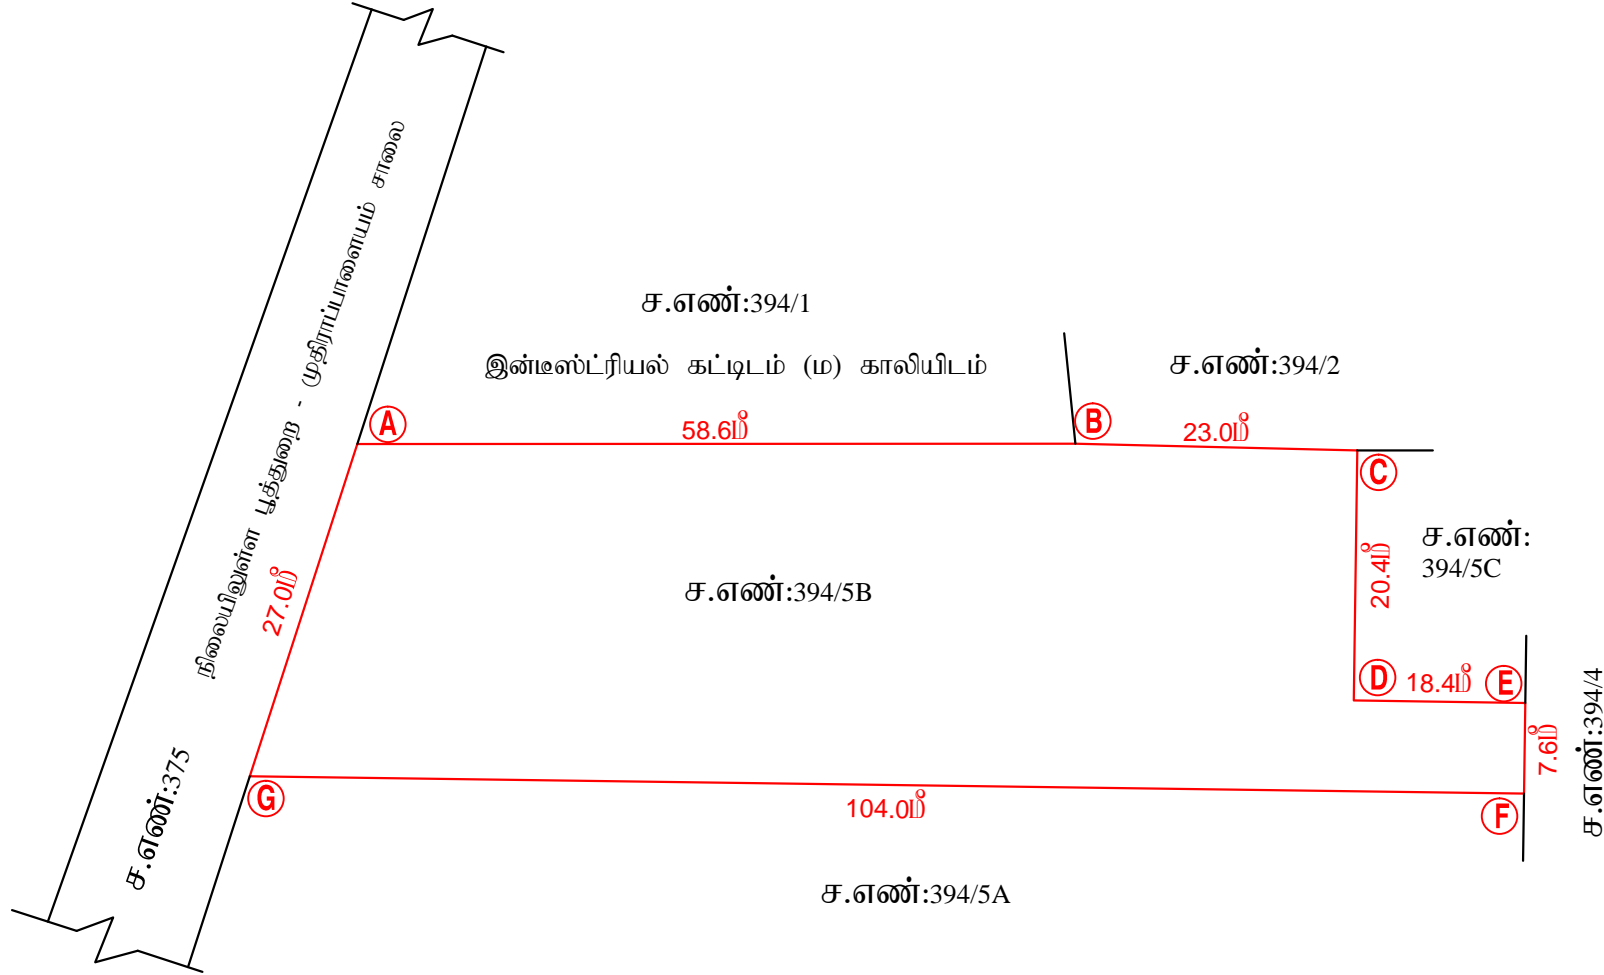 நிலையிலுள்ள பூத்துறை - முதிராப்பாளையம் சாலை
ச.எண்:375
ச.எண்:394/1
இன்டீஸ்ட்ரியல் கட்டிடம் (ம) காலியிடம்
ச.எண்:394/2
A
58.6மீ
B
23.0மீ
C
ச.எண்:
394/5C
20.4மீ
27.0மீ
ச.எண்:394/5B
D
18.4மீ
E
7.6மீ
ச.எண்:394/4
G
104.0மீ
F
ச.எண்:394/5A